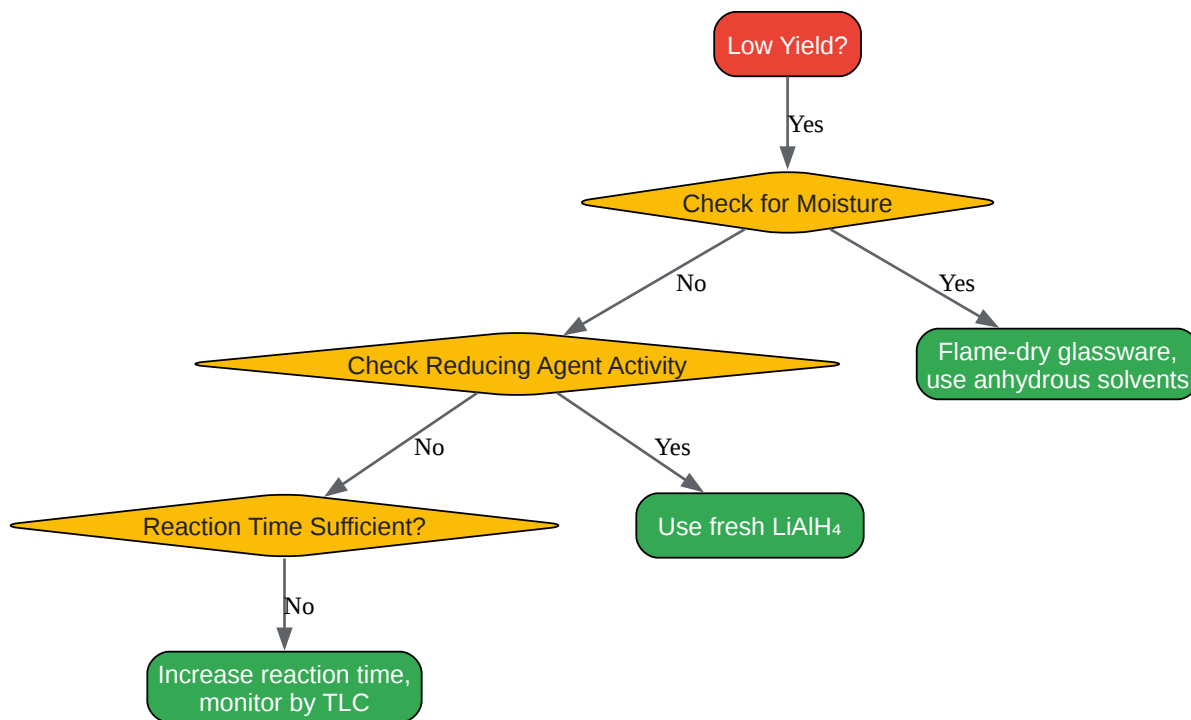 Low Yield?
Yes
Check for Moisture
No
Yes
Flame-dry glassware,
use anhydrous solvents
Check Reducing Agent Activity
No
Yes
Reaction Time Sufficient?
Use fresh LiAlH₄
No
Increase reaction time,
monitor by TLC